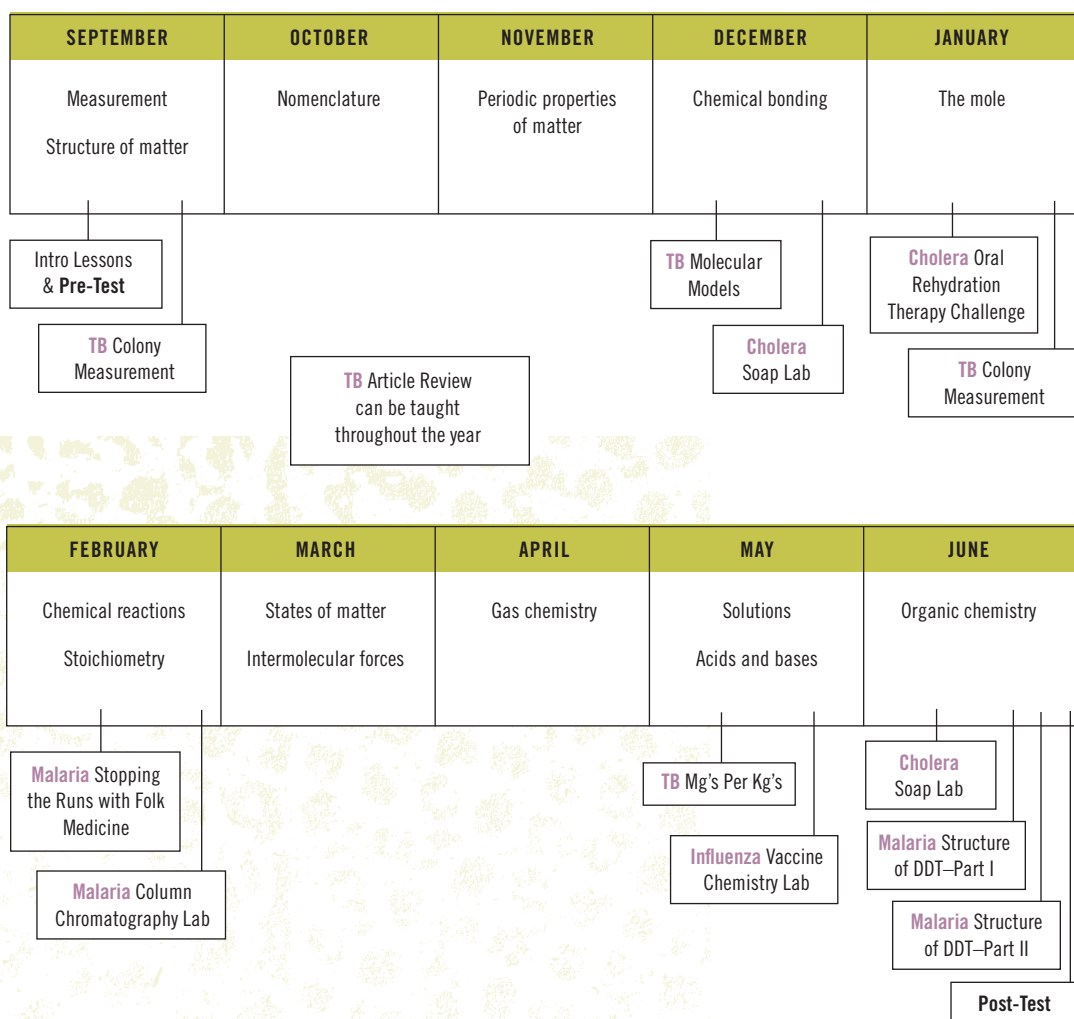 SEPTEMBER
OCTOBER
NOVEMBER
DECEMBER
JANUARY
Measurement
Structure of matter
Nomenclature
Periodic properties
of matter
Chemical bonding
The mole
Intro Lessons
& Pre-Test
TB Colony
Measurement
TB Article Review
can be taught
throughout the year
TB Molecular
Models
Cholera
Soap Lab
Cholera Oral
Rehydration
Therapy Challenge
TB Colony
Measurement
FEBRUARY
MARCH
APRIL
MAY
JUNE
Chemical reactions
Stoichiometry
States of matter
Intermolecular forces
Gas chemistry
Solutions
Acids and bases
Organic chemistry
Malaria Stopping
the Runs with Folk
Medicine
Malaria Column
Chromatography Lab
TB Mg's Per Kg's
Influenza Vaccine
Chemistry Lab
Cholera
Soap Lab
Malaria Structure
of DDT–Part I
Malaria Structure
of DDT–Part II
Post-Test